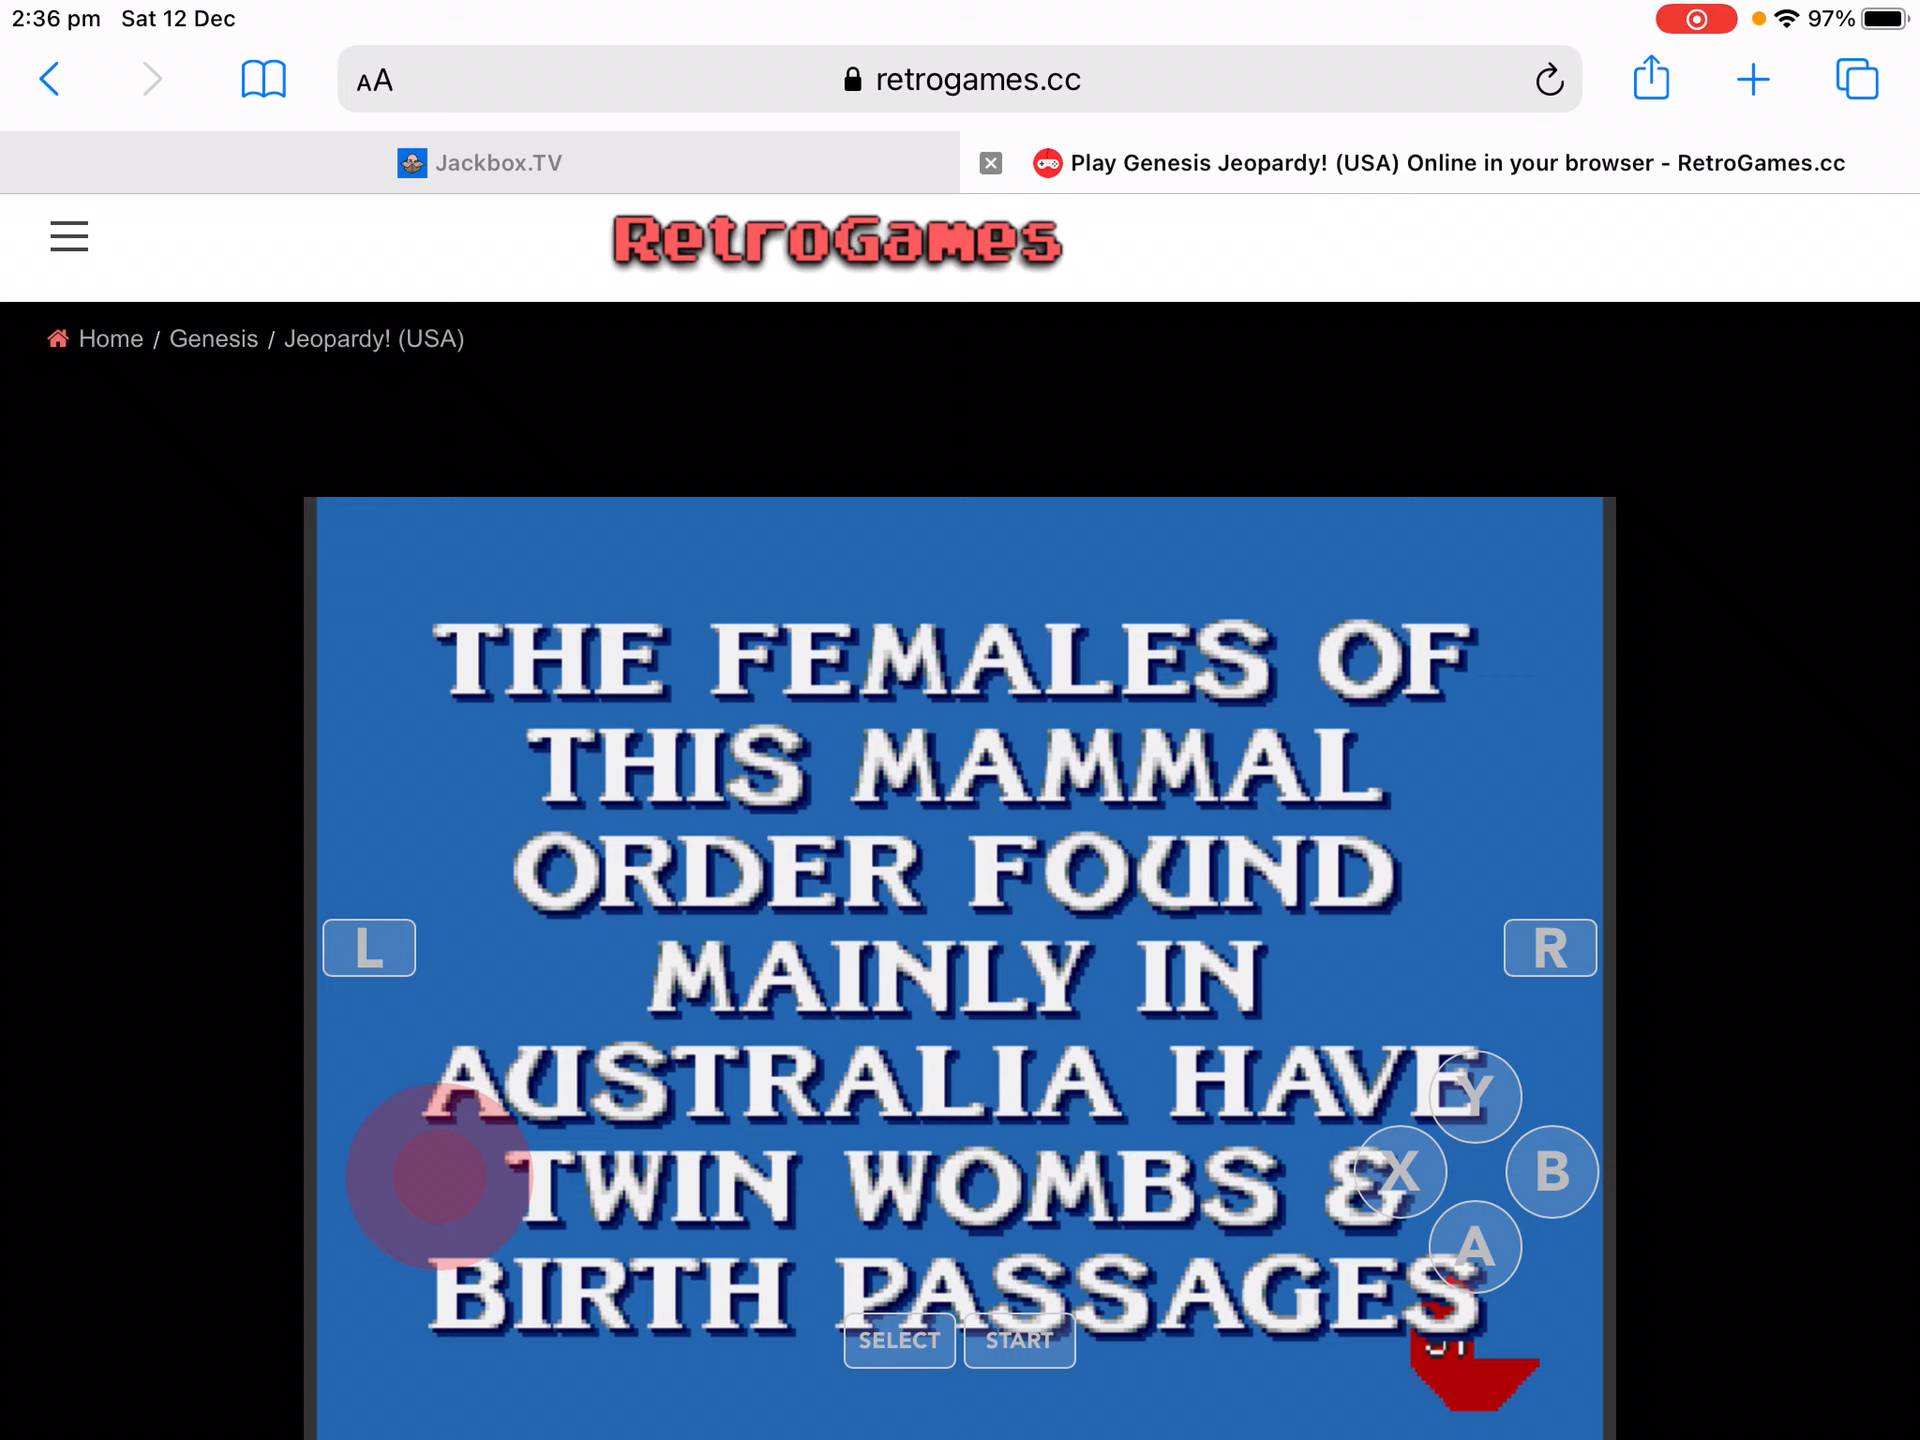 2:36 pm Sat 12 Dec 97%
AA retrogames.cc
Jackbox.TV Play Genesis Jeopardy! (USA) Online in your browser - RetroGames.cc
RetroGames
Home / Genesis / Jeopardy! (USA)
THE FEMALES OF
THIS MAMMAL
ORDER FOUND
MAINLY IN
AUSTRALIA HAVE
TWIN WOMBS &
BIRTH PASSAGES
L
R
Y
X B
A
SELECT START